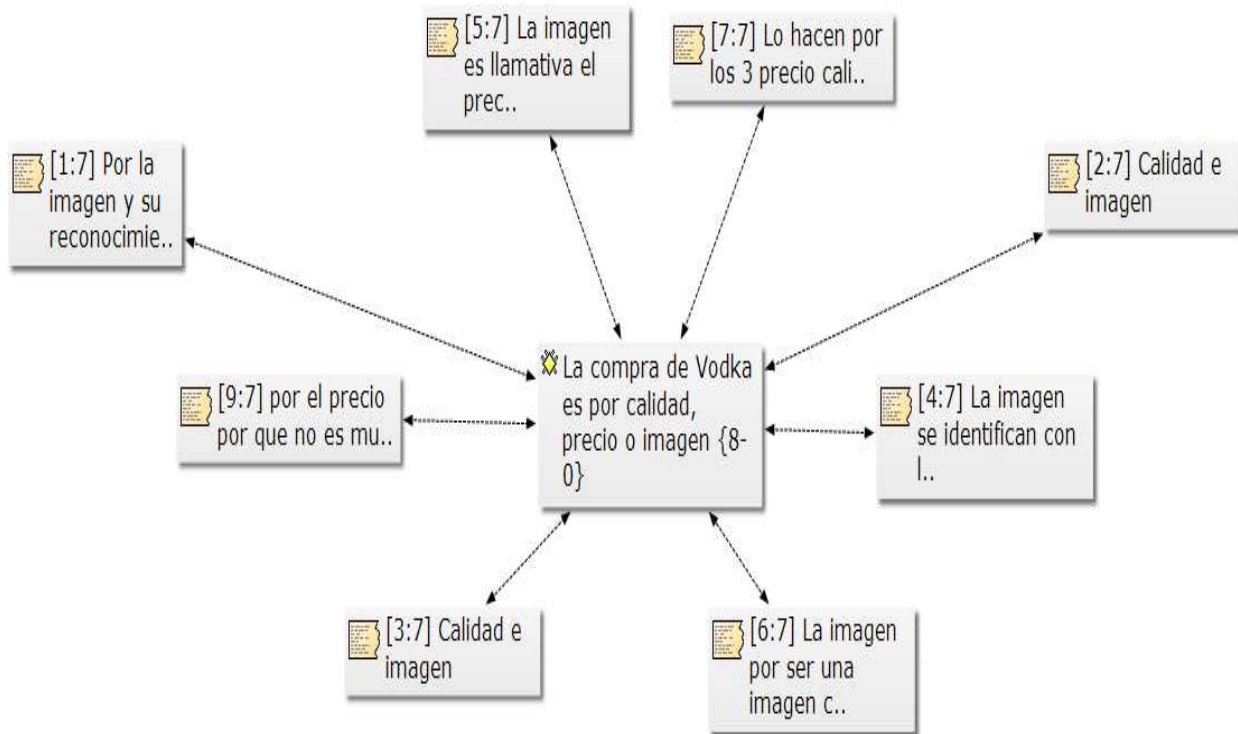 [5:7] La imagen
es llamativa el
prec..
[7:7] Lo hacen por
los 3 precio cali..
[1:7] Por la
imagen y su
reconocimie..
[2:7] Calidad e
imagen
La compra de Vodka
es por calidad,
precio o imagen {8-
0}
[9:7] por el precio
por que no es mu..
[4:7] La imagen
se identifican con
l..
[3:7] Calidad e
imagen
[6:7] La imagen
por ser una
imagen c..